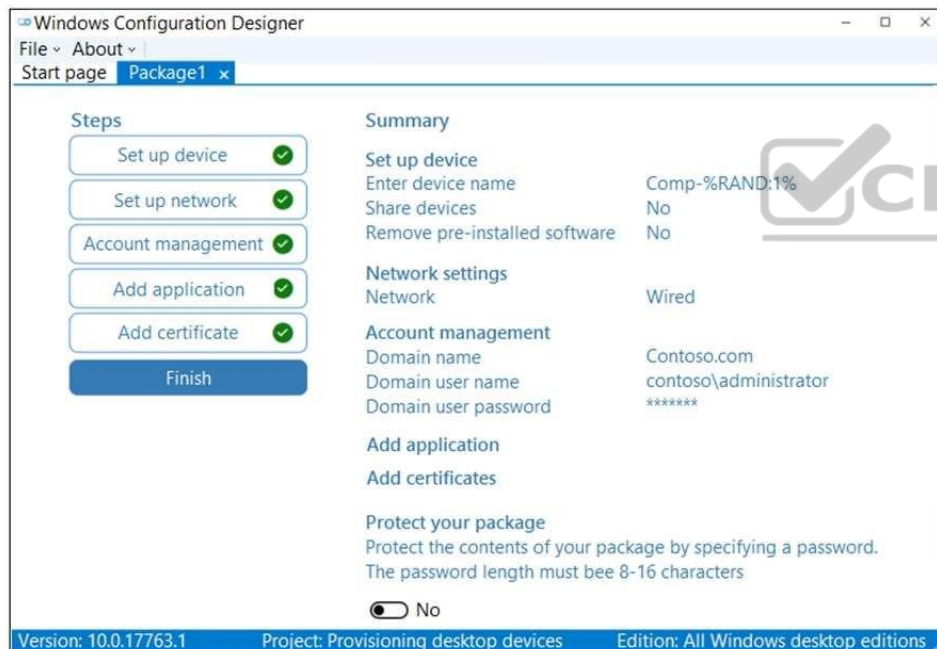 Windows Configuration Designer
File About
Start page Package1 x
Steps
Set up device
Set up network
Account management
Add application
Add certificate
Finish
Summary
Set up device
Enter device name Comp-%RAND:1%
Share devices No
Remove pre-installed software No
Network settings
Network Wired
Account management
Domain name Contoso.com
Domain user name contoso\administrator
Domain user password *******
Add application
Add certificates
Protect your package
Protect the contents of your package by specifying a password.
The password length must bee 8-16 characters
No
Version: 10.0.17763.1 Project: Provisioning desktop devices Edition: All Windows desktop editions